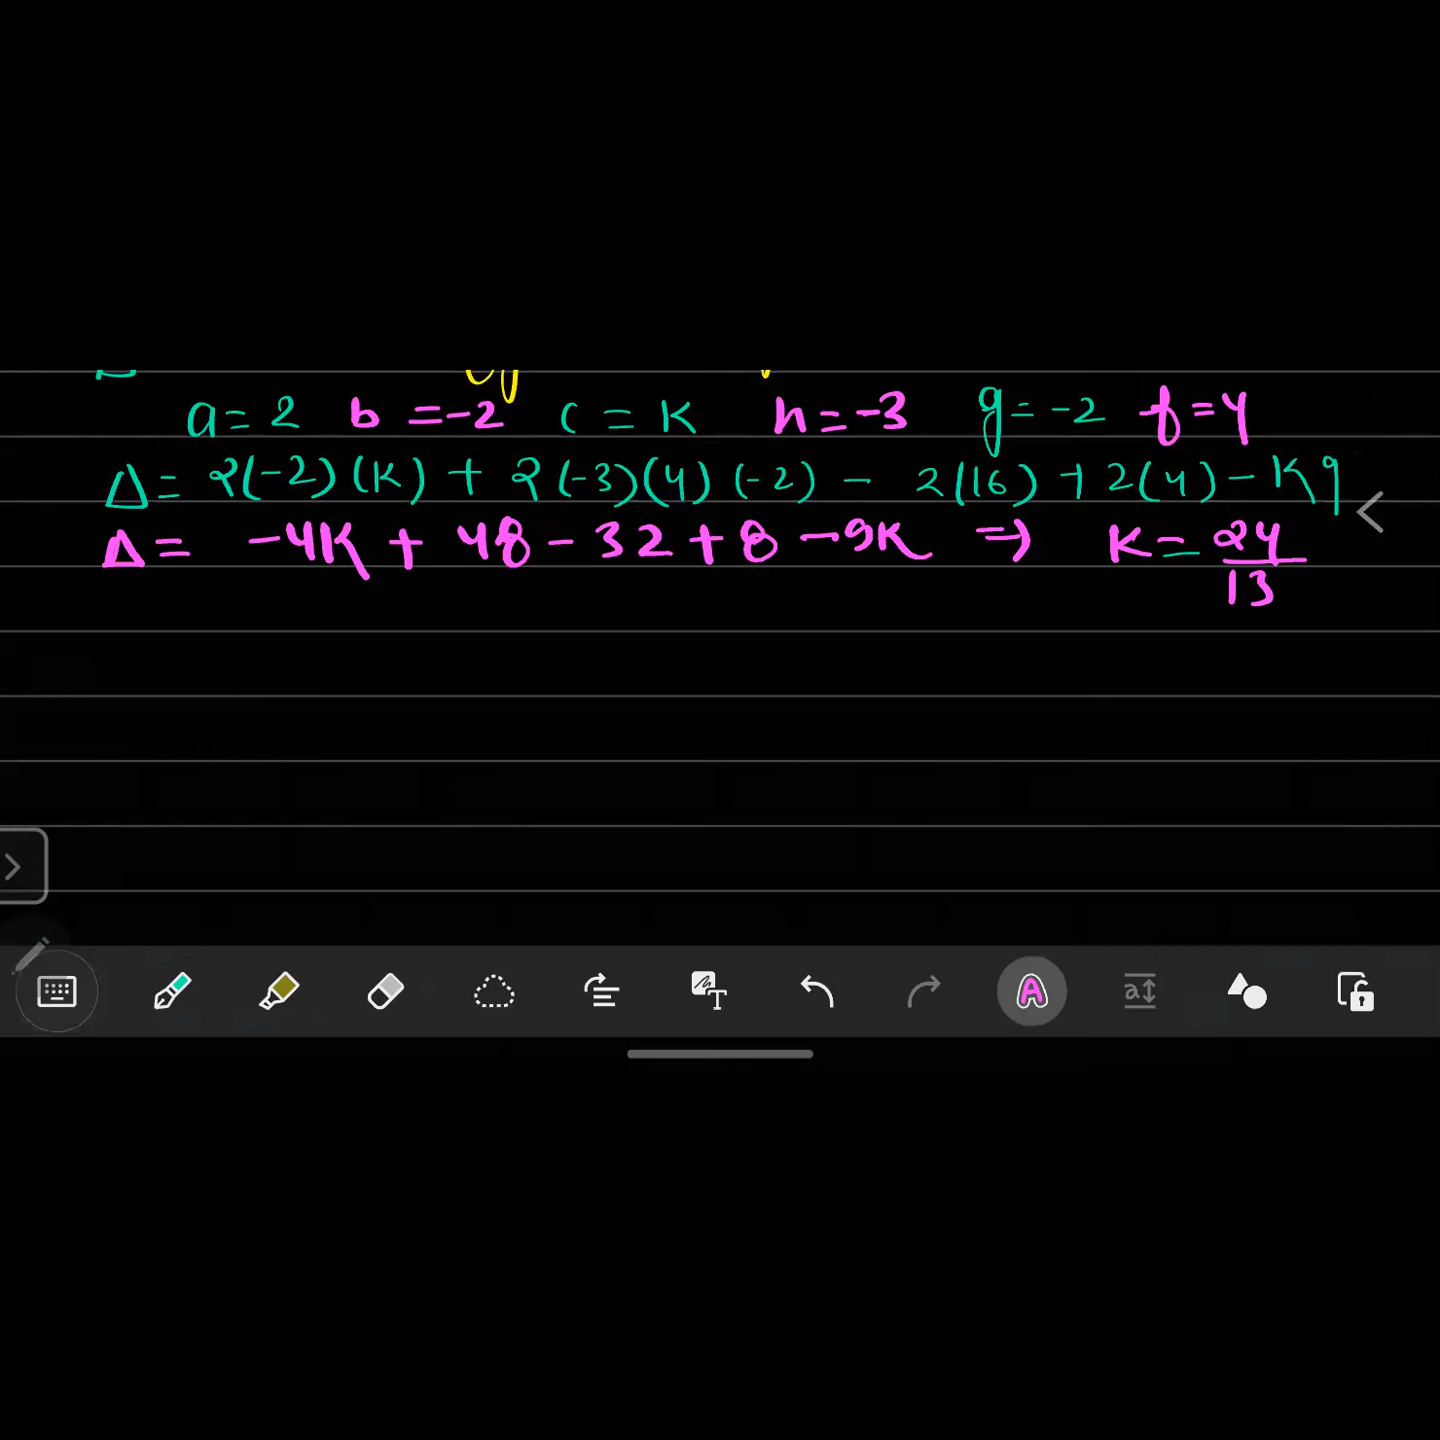 a = 2 b = -2 c = K h = -3 g = -2 f = 4
Δ = 2(-2)(K) + 2(-3)(4)(-2) - 2(16) + 2(4) - K9
Δ = -4K + 48 - 32 + 8 - 9K ⇒ K = 24/13